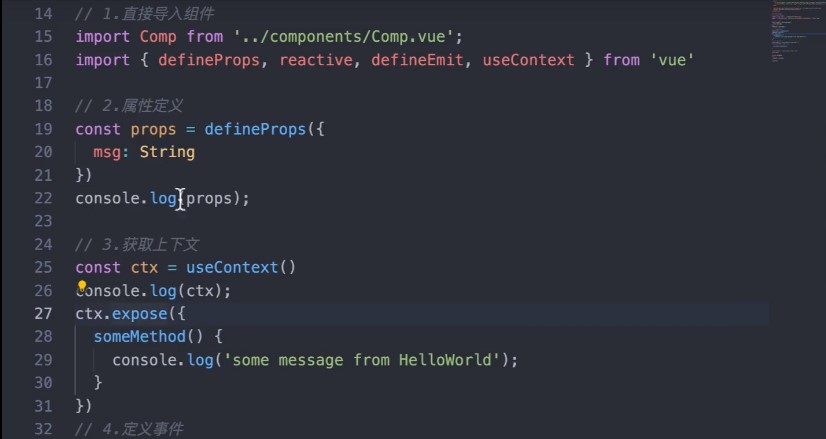 14 // 1.直接导入组件
15 import Comp from '../components/Comp.vue';
16 import { defineProps, reactive, defineEmit, useContext } from 'vue'
17
18 // 2.属性定义
19 const props = defineProps({
20 msg: String
21 })
22 console.log(props);
23
24 // 3.获取上下文
25 const ctx = useContext()
26 console.log(ctx);
27 ctx.expose({
28 someMethod() {
29 console.log('some message from HelloWorld');
30 }
31 })
32 // 4.定义事件